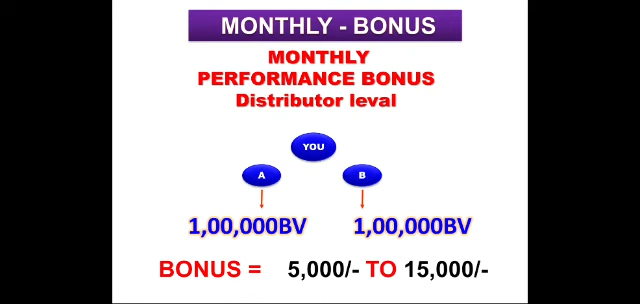 MONTHLY - BONUS
MONTHLY
PERFORMANCE BONUS
Distributor leval
YOU
A B
1,00,000BV 1,00,000BV
BONUS = 5,000/- TO 15,000/-